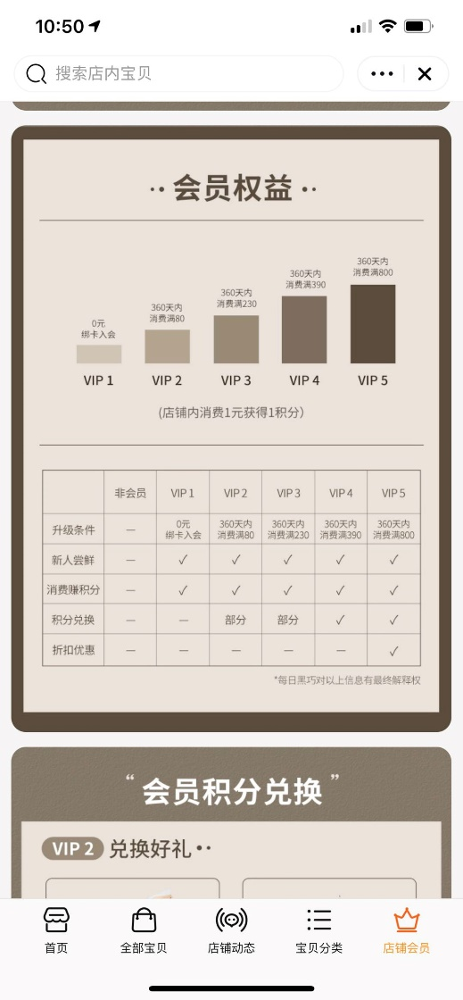 10:50
搜索店内宝贝
·· 会员权益 ··
0元
绑卡入会
360天内
消费满80
360天内
消费满230
360天内
消费满390
360天内
消费满800
VIP 1 VIP 2 VIP 3 VIP 4 VIP 5
(店铺内消费1元获得1积分)
非会员 VIP 1 VIP 2 VIP 3 VIP 4 VIP 5
升级条件 — 0元 绑卡入会 360天内 消费满80 360天内 消费满230 360天内 消费满390 360天内 消费满800
新人尝鲜 — ✓ ✓ ✓ ✓ ✓
消费赚积分 — ✓ ✓ ✓ ✓ ✓
积分兑换 — — 部分 部分 ✓ ✓
折扣优惠 — — — — — ✓
*每日黑巧对以上信息有最终解释权
“ 会员积分兑换 ”
VIP 2 兑换好礼 ··
首页 全部宝贝 店铺动态 宝贝分类 店铺会员